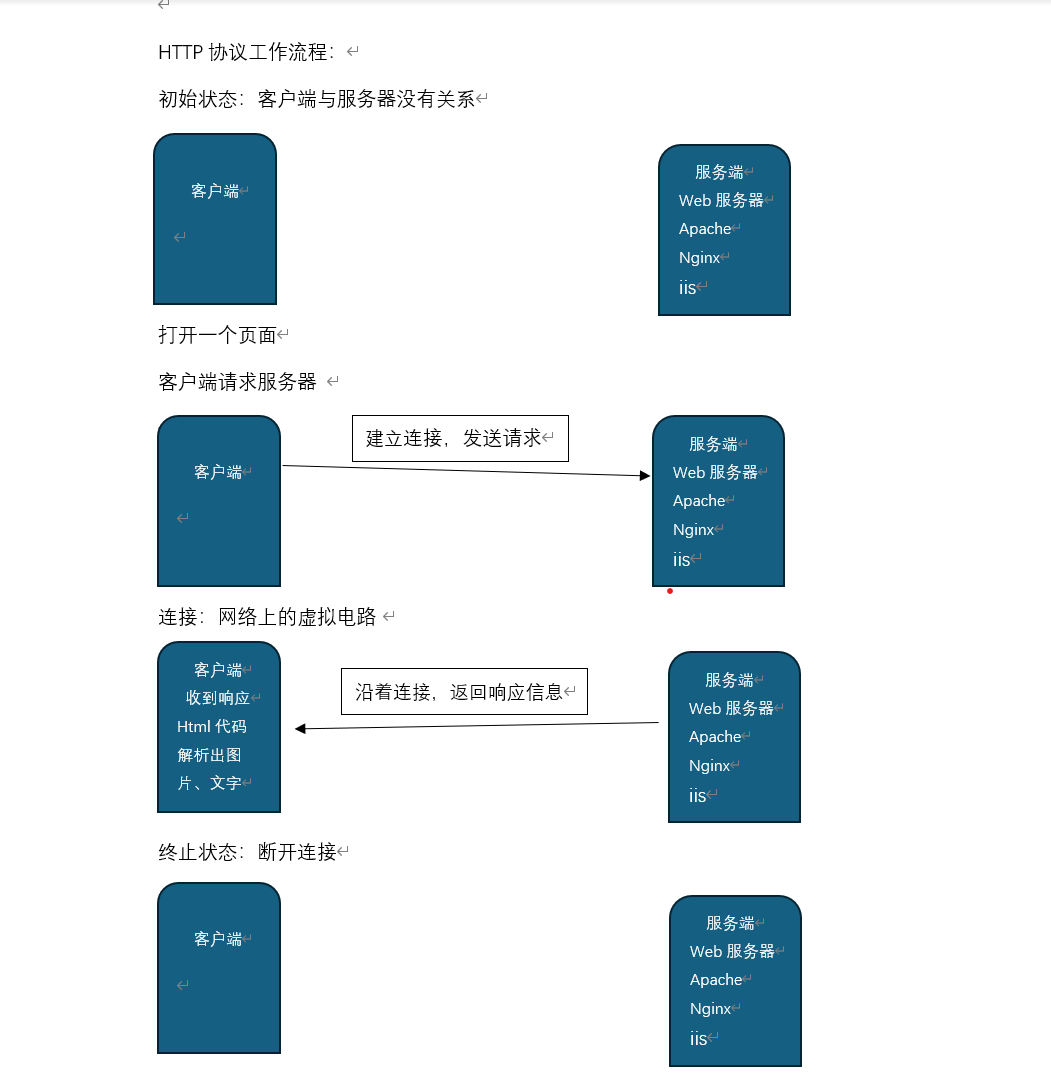 HTTP 协议工作流程：
初始状态：客户端与服务器没有关系
客户端
服务端
Web 服务器
Apache
Nginx
iis
打开一个页面
客户端请求服务器
客户端
建立连接，发送请求
服务端
Web 服务器
Apache
Nginx
iis
连接：网络上的虚拟电路
客户端
收到响应
Html 代码
解析出图
片、文字
沿着连接，返回响应信息
服务端
Web 服务器
Apache
Nginx
iis
终止状态：断开连接
客户端
服务端
Web 服务器
Apache
Nginx
iis